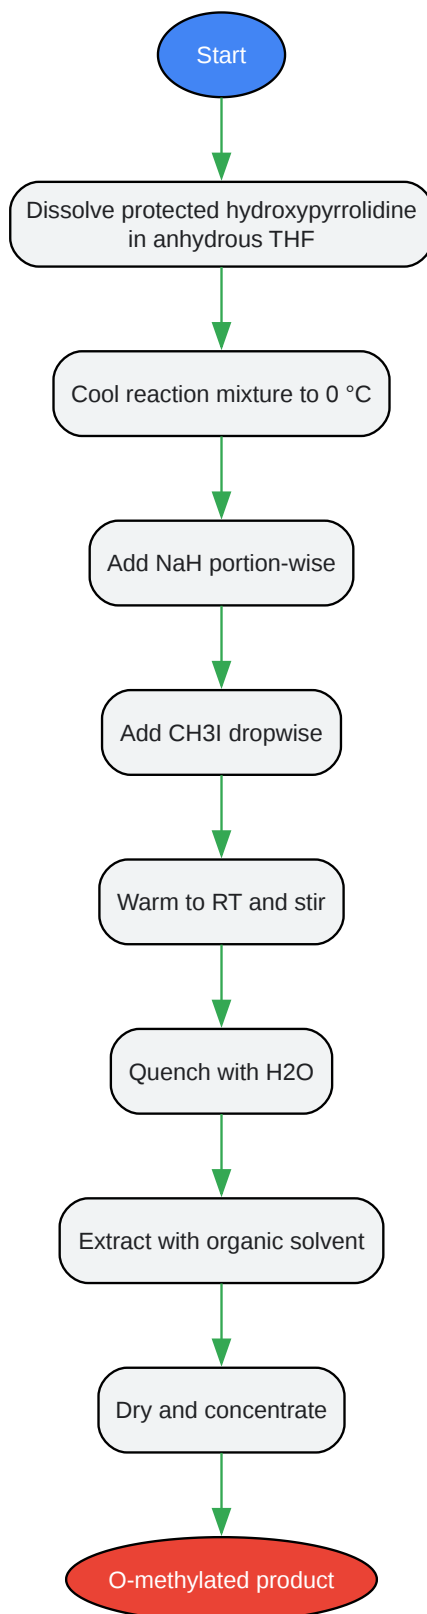 Start
Dissolve protected hydroxypyrrolidine
in anhydrous THF
Cool reaction mixture to 0 °C
Add NaH portion-wise
Add CH3I dropwise
Warm to RT and stir
Quench with H2O
Extract with organic solvent
Dry and concentrate
O-methylated product